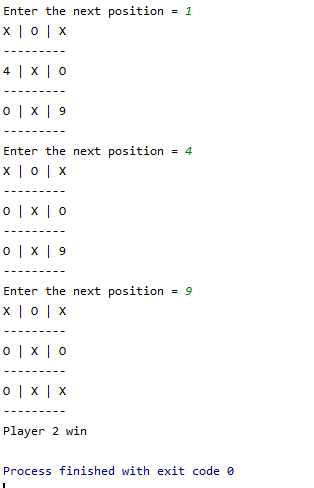 Enter the next position = 1
X | O | X
---------
4 | X | O
---------
O | X | 9
---------
Enter the next position = 4
X | O | X
---------
O | X | O
---------
O | X | 9
---------
Enter the next position = 9
X | O | X
---------
O | X | O
---------
O | X | X
---------
Player 2 win
Process finished with exit code 0